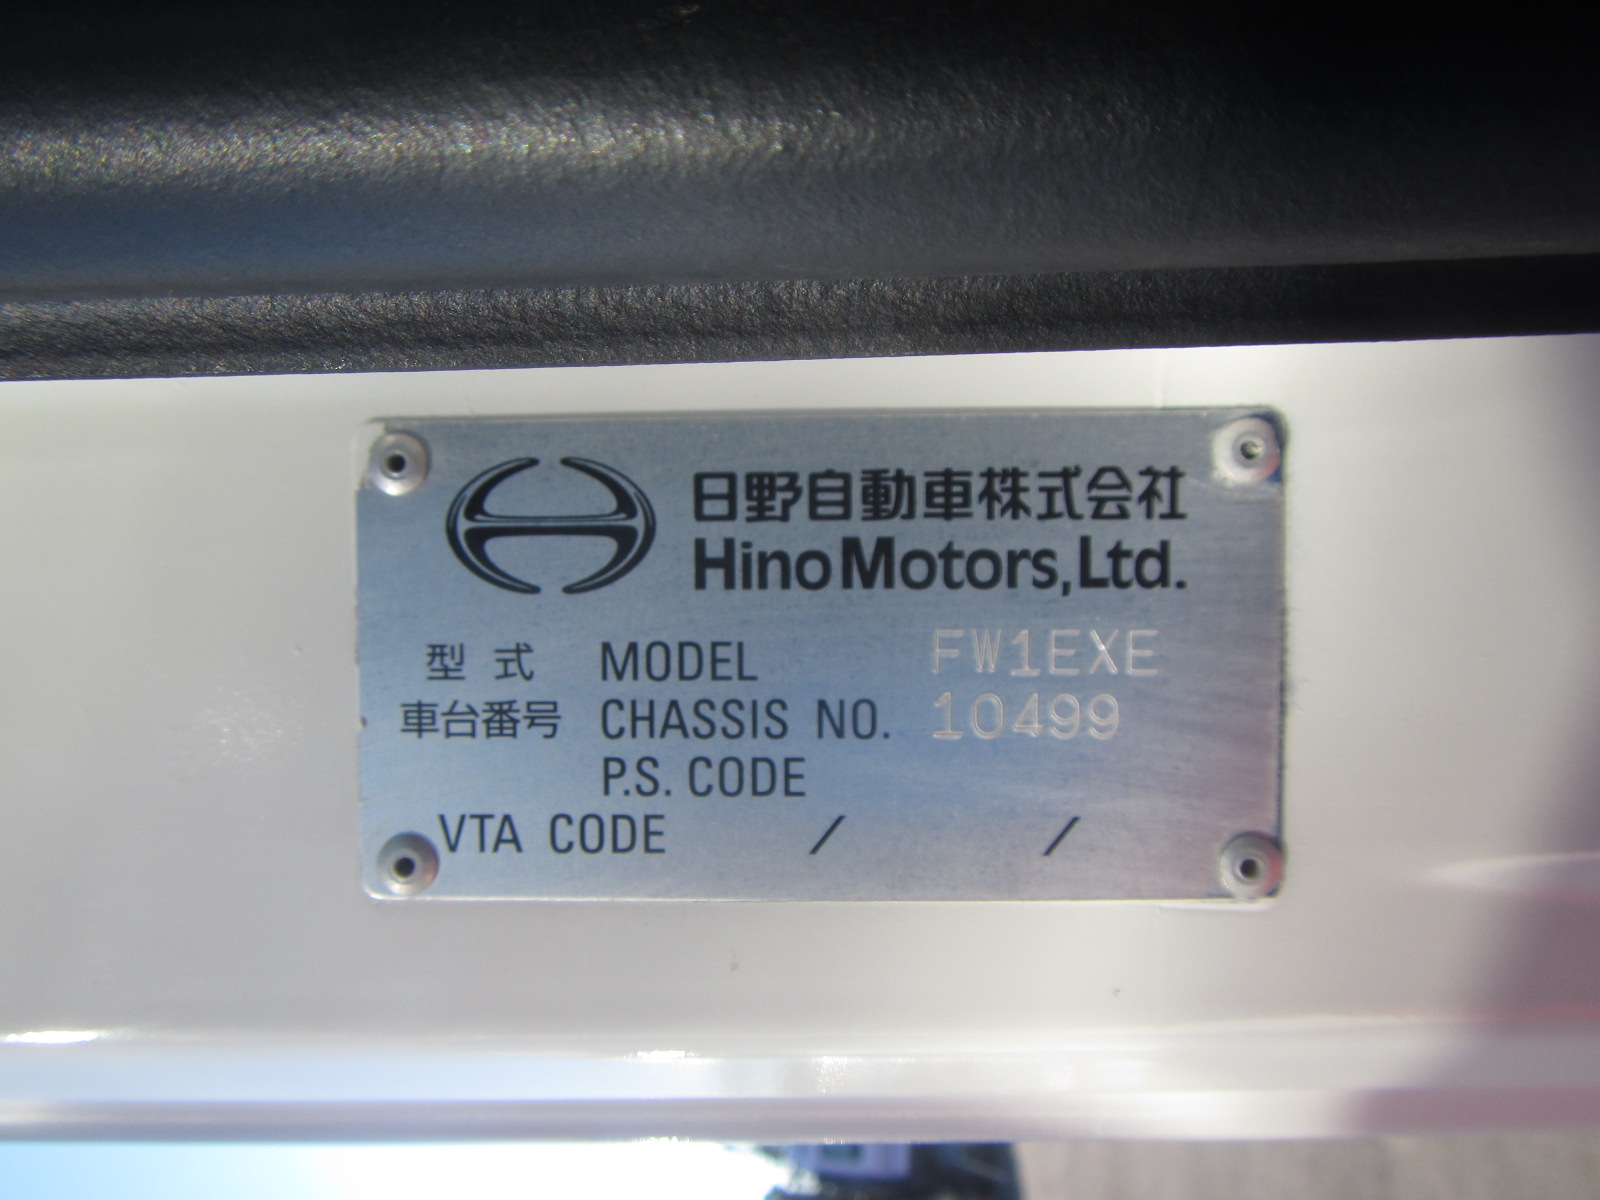 日野自動車株式会社
Hino Motors, Ltd.
型式 MODEL FW1EXE
車台番号 CHASSIS NO. 10499
P.S. CODE
VTA CODE / /